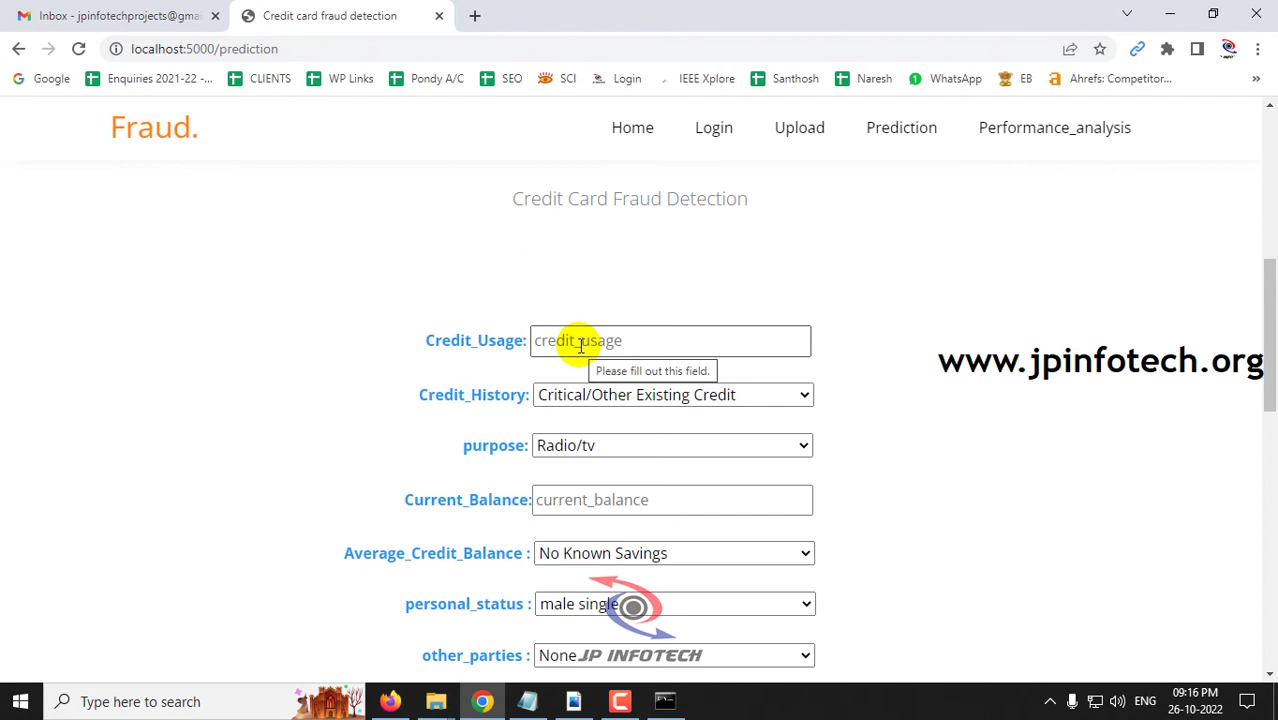 Inbox - jpinfotechprojects@gma
Credit card fraud detection
localhost:5000/prediction
Google
Enquiries 2021-22 -...
CLIENTS
WP Links
Pondy A/C
SEO
SCI
Login
IEEE Xplore
Santhosh
Naresh
WhatsApp
EB
Ahrefs: Competitor...
Fraud.
Home
Login
Upload
Prediction
Performance_analysis
Credit Card Fraud Detection
Credit_Usage: credit_usage
Please fill out this field.
www.jpinfotech.org
Credit_History: Critical/Other Existing Credit
purpose: Radio/tv
Current_Balance: current_balance
Average_Credit_Balance : No Known Savings
personal_status : male single
other_parties : None
JP INFOTECH
Type here to search
ENG
09:16 PM
26-10-2022